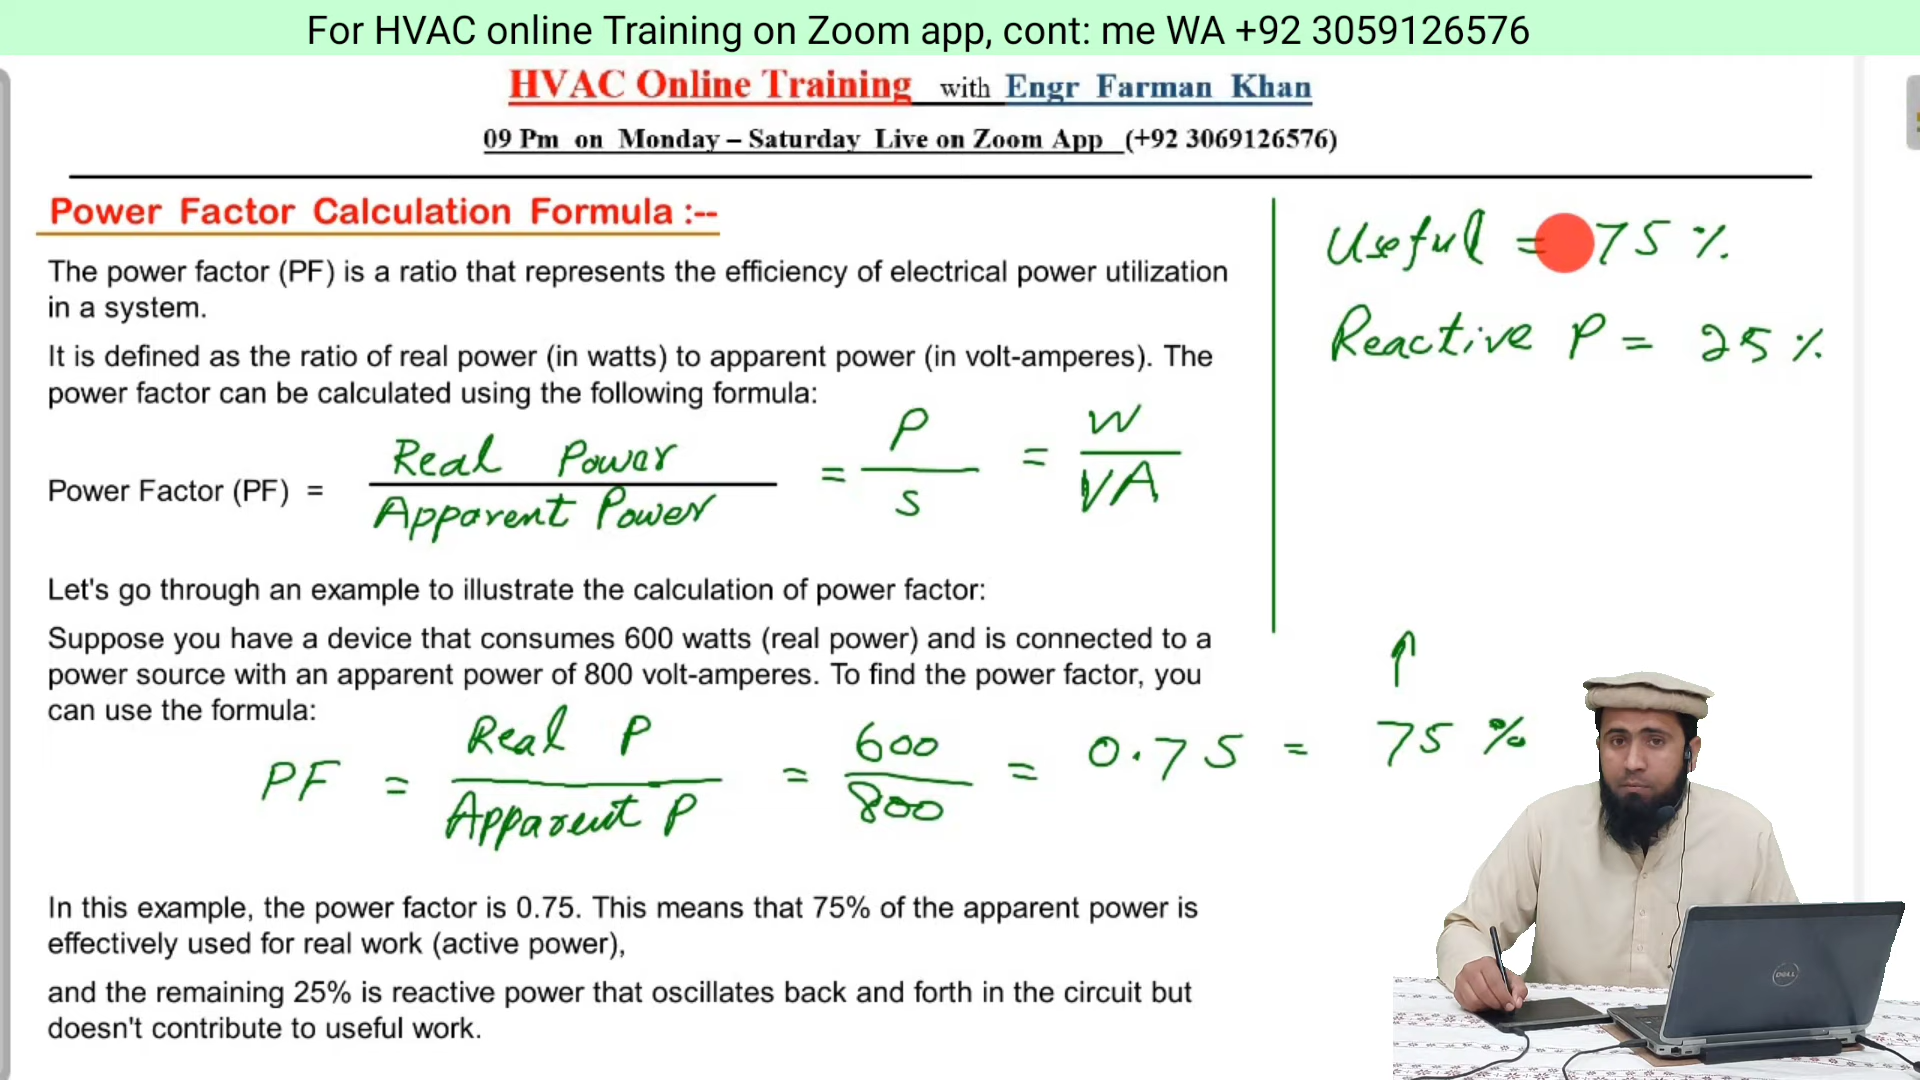 For HVAC online Training on Zoom app, cont: me WA +92 3059126576
HVAC Online Training with Engr Farman Khan
09 Pm on Monday – Saturday Live on Zoom App (+92 3069126576)
Power Factor Calculation Formula :--
The power factor (PF) is a ratio that represents the efficiency of electrical power utilization
in a system.
It is defined as the ratio of real power (in watts) to apparent power (in volt-amperes). The
power factor can be calculated using the following formula:
Power Factor (PF) = Real Power / Apparent Power = P / S = W / VA
Let's go through an example to illustrate the calculation of power factor:
Suppose you have a device that consumes 600 watts (real power) and is connected to a
power source with an apparent power of 800 volt-amperes. To find the power factor, you
can use the formula:
PF = Real P / Apparent P = 600 / 800 = 0.75 = 75 %
In this example, the power factor is 0.75. This means that 75% of the apparent power is
effectively used for real work (active power),
and the remaining 25% is reactive power that oscillates back and forth in the circuit but
doesn't contribute to useful work.
Useful = 75 %
Reactive P = 25 %
DELL